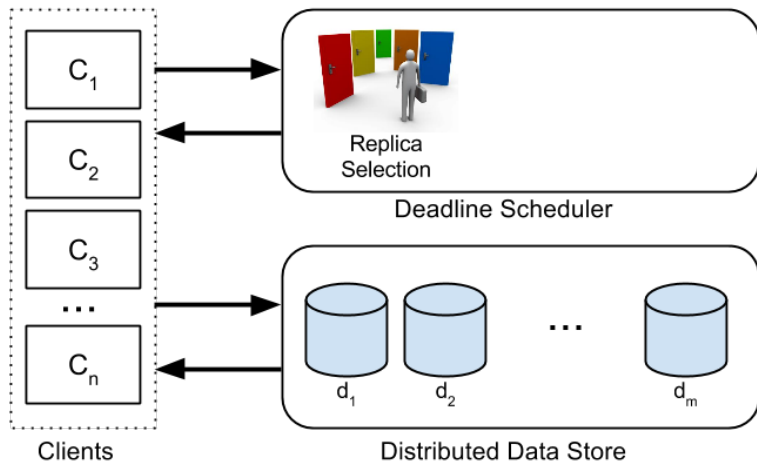 C1
C2
C3
...
Cn
Clients
Replica
Selection
Deadline Scheduler
...
d1
d2
dm
Distributed Data Store